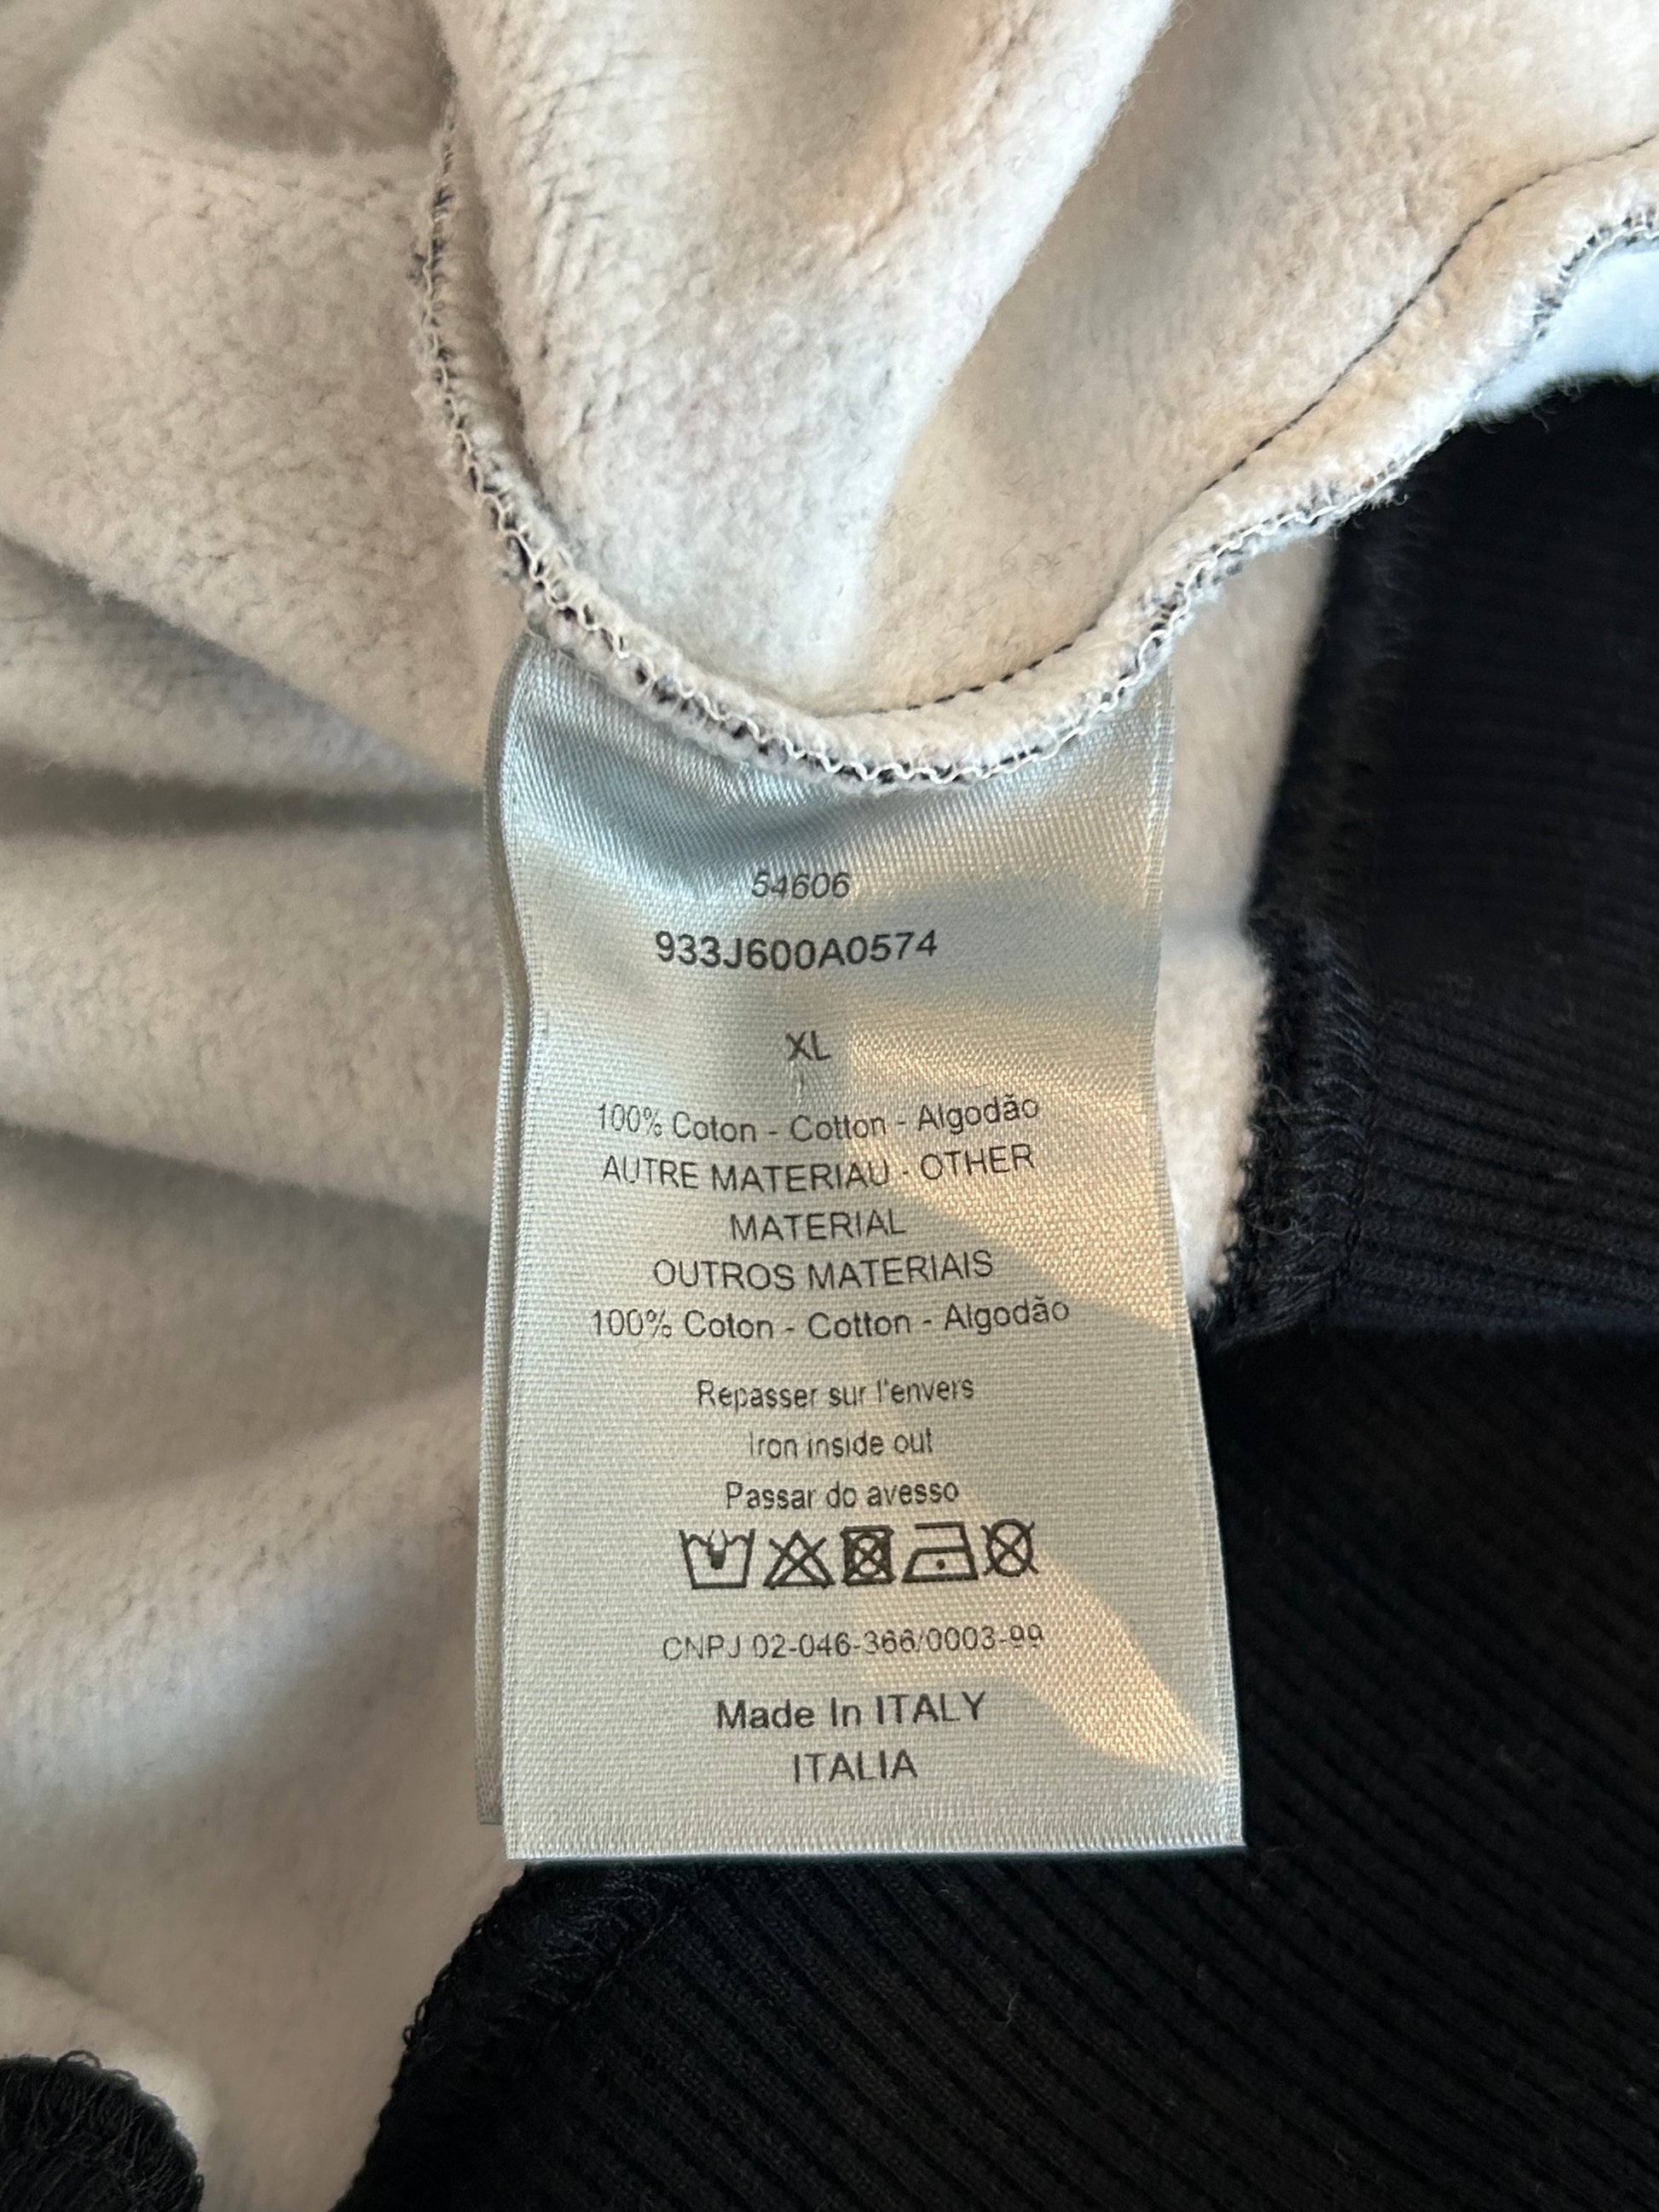 54606
933J600A0574
XL
100% Coton - Cotton - Algodão
AUTRE MATERIAU - OTHER
MATERIAL
OUTROS MATERIAIS
100% Coton - Cotton - Algodão
Repasser sur l'envers
Iron inside out
Passar do avesso
CNPJ 02-046-366/0003-99
Made In ITALY
ITALIA